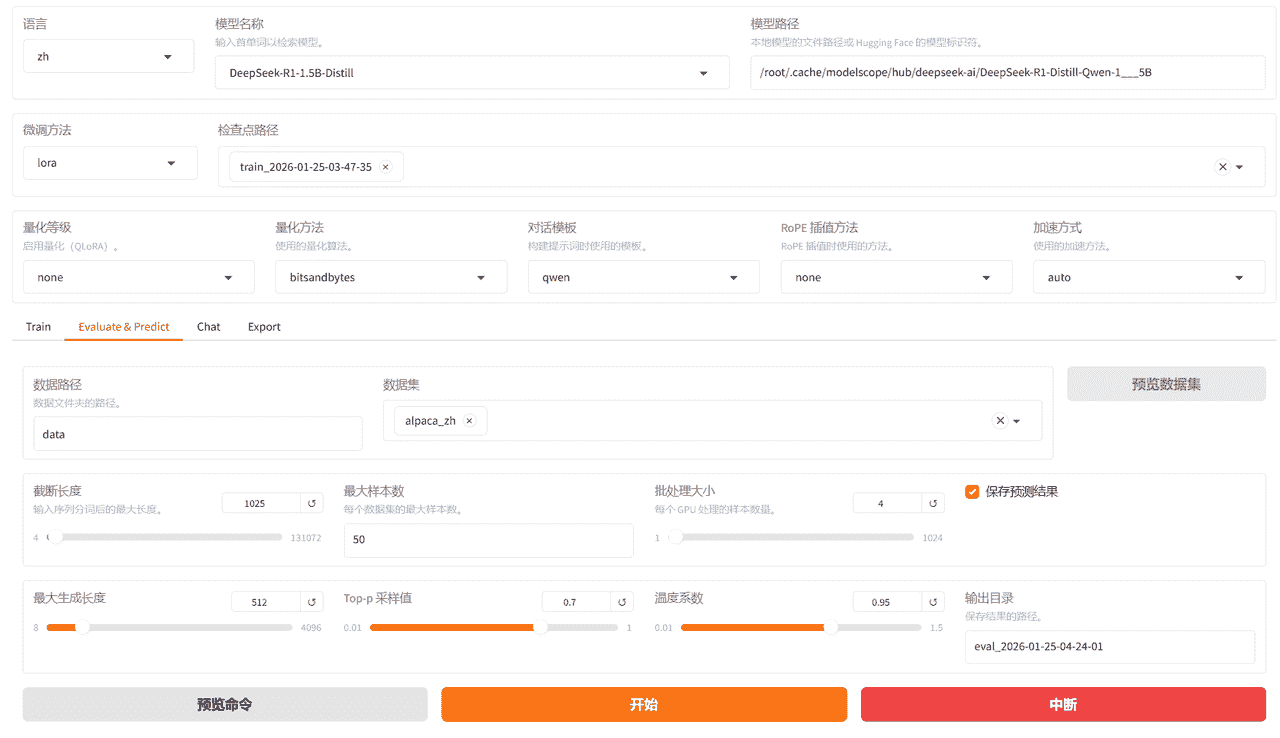 语言
模型名称
模型路径
输入首单词以检索模型。
本地模型的文件路径或 Hugging Face 的模型标识符。
zh
DeepSeek-R1-1.5B-Distill
/root/.cache/modelscope/hub/deepseek-ai/DeepSeek-R1-Distill-Qwen-1___5B
微调方法
检查点路径
lora
train_2026-01-25-03-47-35
量化等级
量化方法
对话模板
RoPE 插值方法
加速方式
启用量化（QLoRA）。
使用的量化算法。
构建提示词时使用的模板。
RoPE 插值时使用的方法。
使用的加速方法。
none
bitsandbytes
qwen
none
auto
Train
Evaluate & Predict
Chat
Export
数据路径
数据文件夹的路径。
data
数据集
alpaca_zh
预览数据集
截断长度
输入序列分词后的最大长度。
1025
4
131072
最大样本数
每个数据集的最大样本数。
50
批处理大小
每个 GPU 处理的样本数量。
4
1
1024
保存预测结果
最大生成长度
512
8
4096
Top-p 采样值
0.7
0.01
1
温度系数
0.95
0.01
1.5
输出目录
保存结果的路径。
eval_2026-01-25-04-24-01
预览命令
开始
中断